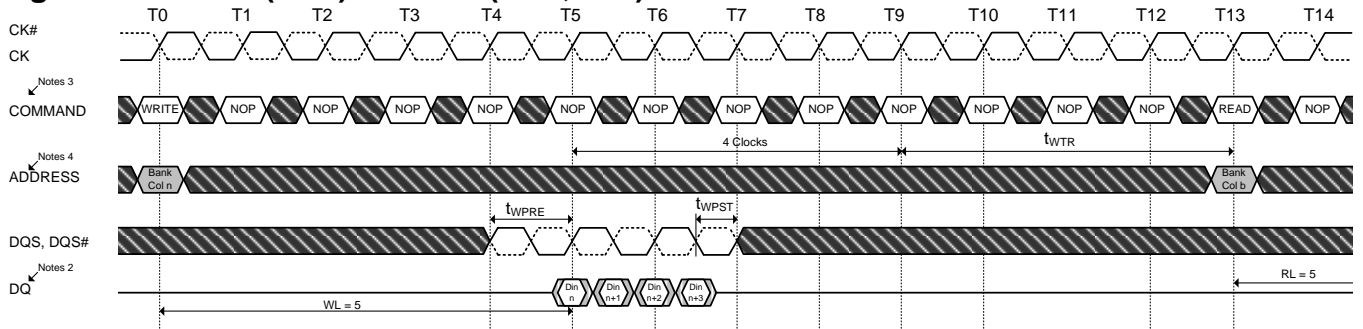 T0 T1 T2 T3 T4 T5 T6 T7 T8 T9 T10 T11 T12 T13 T14
CK#
CK
Notes 3
COMMAND WRITE NOP NOP NOP NOP NOP NOP NOP NOP NOP NOP NOP NOP READ NOP
4 Clocks tWTR
Notes 4
ADDRESS
Bank
Col n
Bank
Col b
tWPRE tWPST
DQS, DQS#
Notes 2
DQ
Din
n
Din
n+1
Din
n+2
Din
n+3
RL = 5
WL = 5